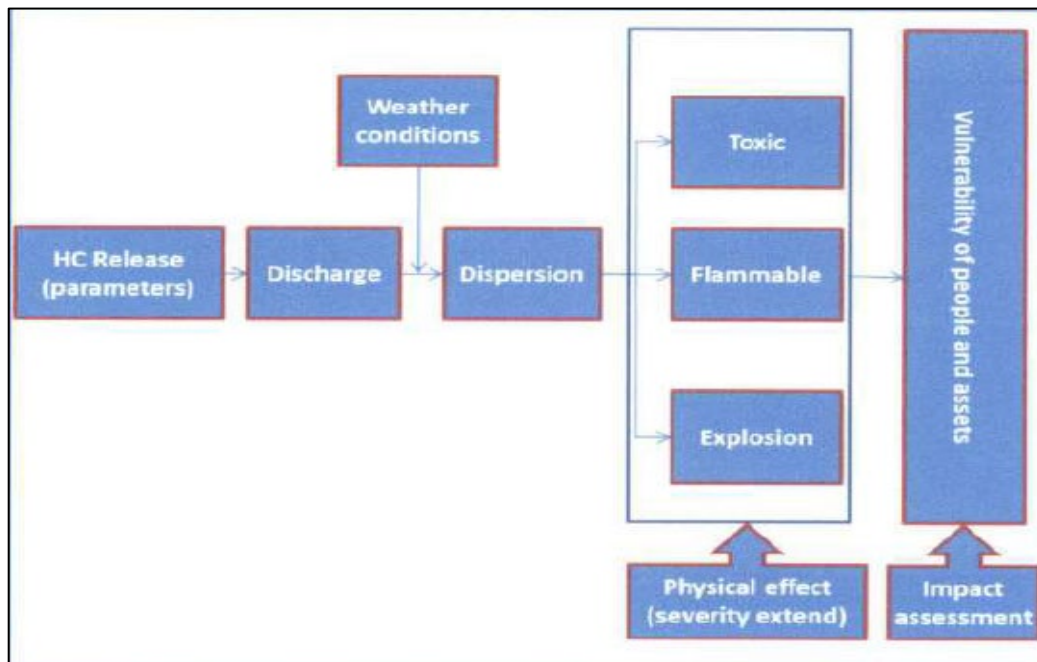 Weather
conditions
HC Release
(parameters)
Discharge
Dispersion
Toxic
Flammable
Explosion
Vulnerability of people and assets
Physical effect
(severity extend)
Impact
assessment